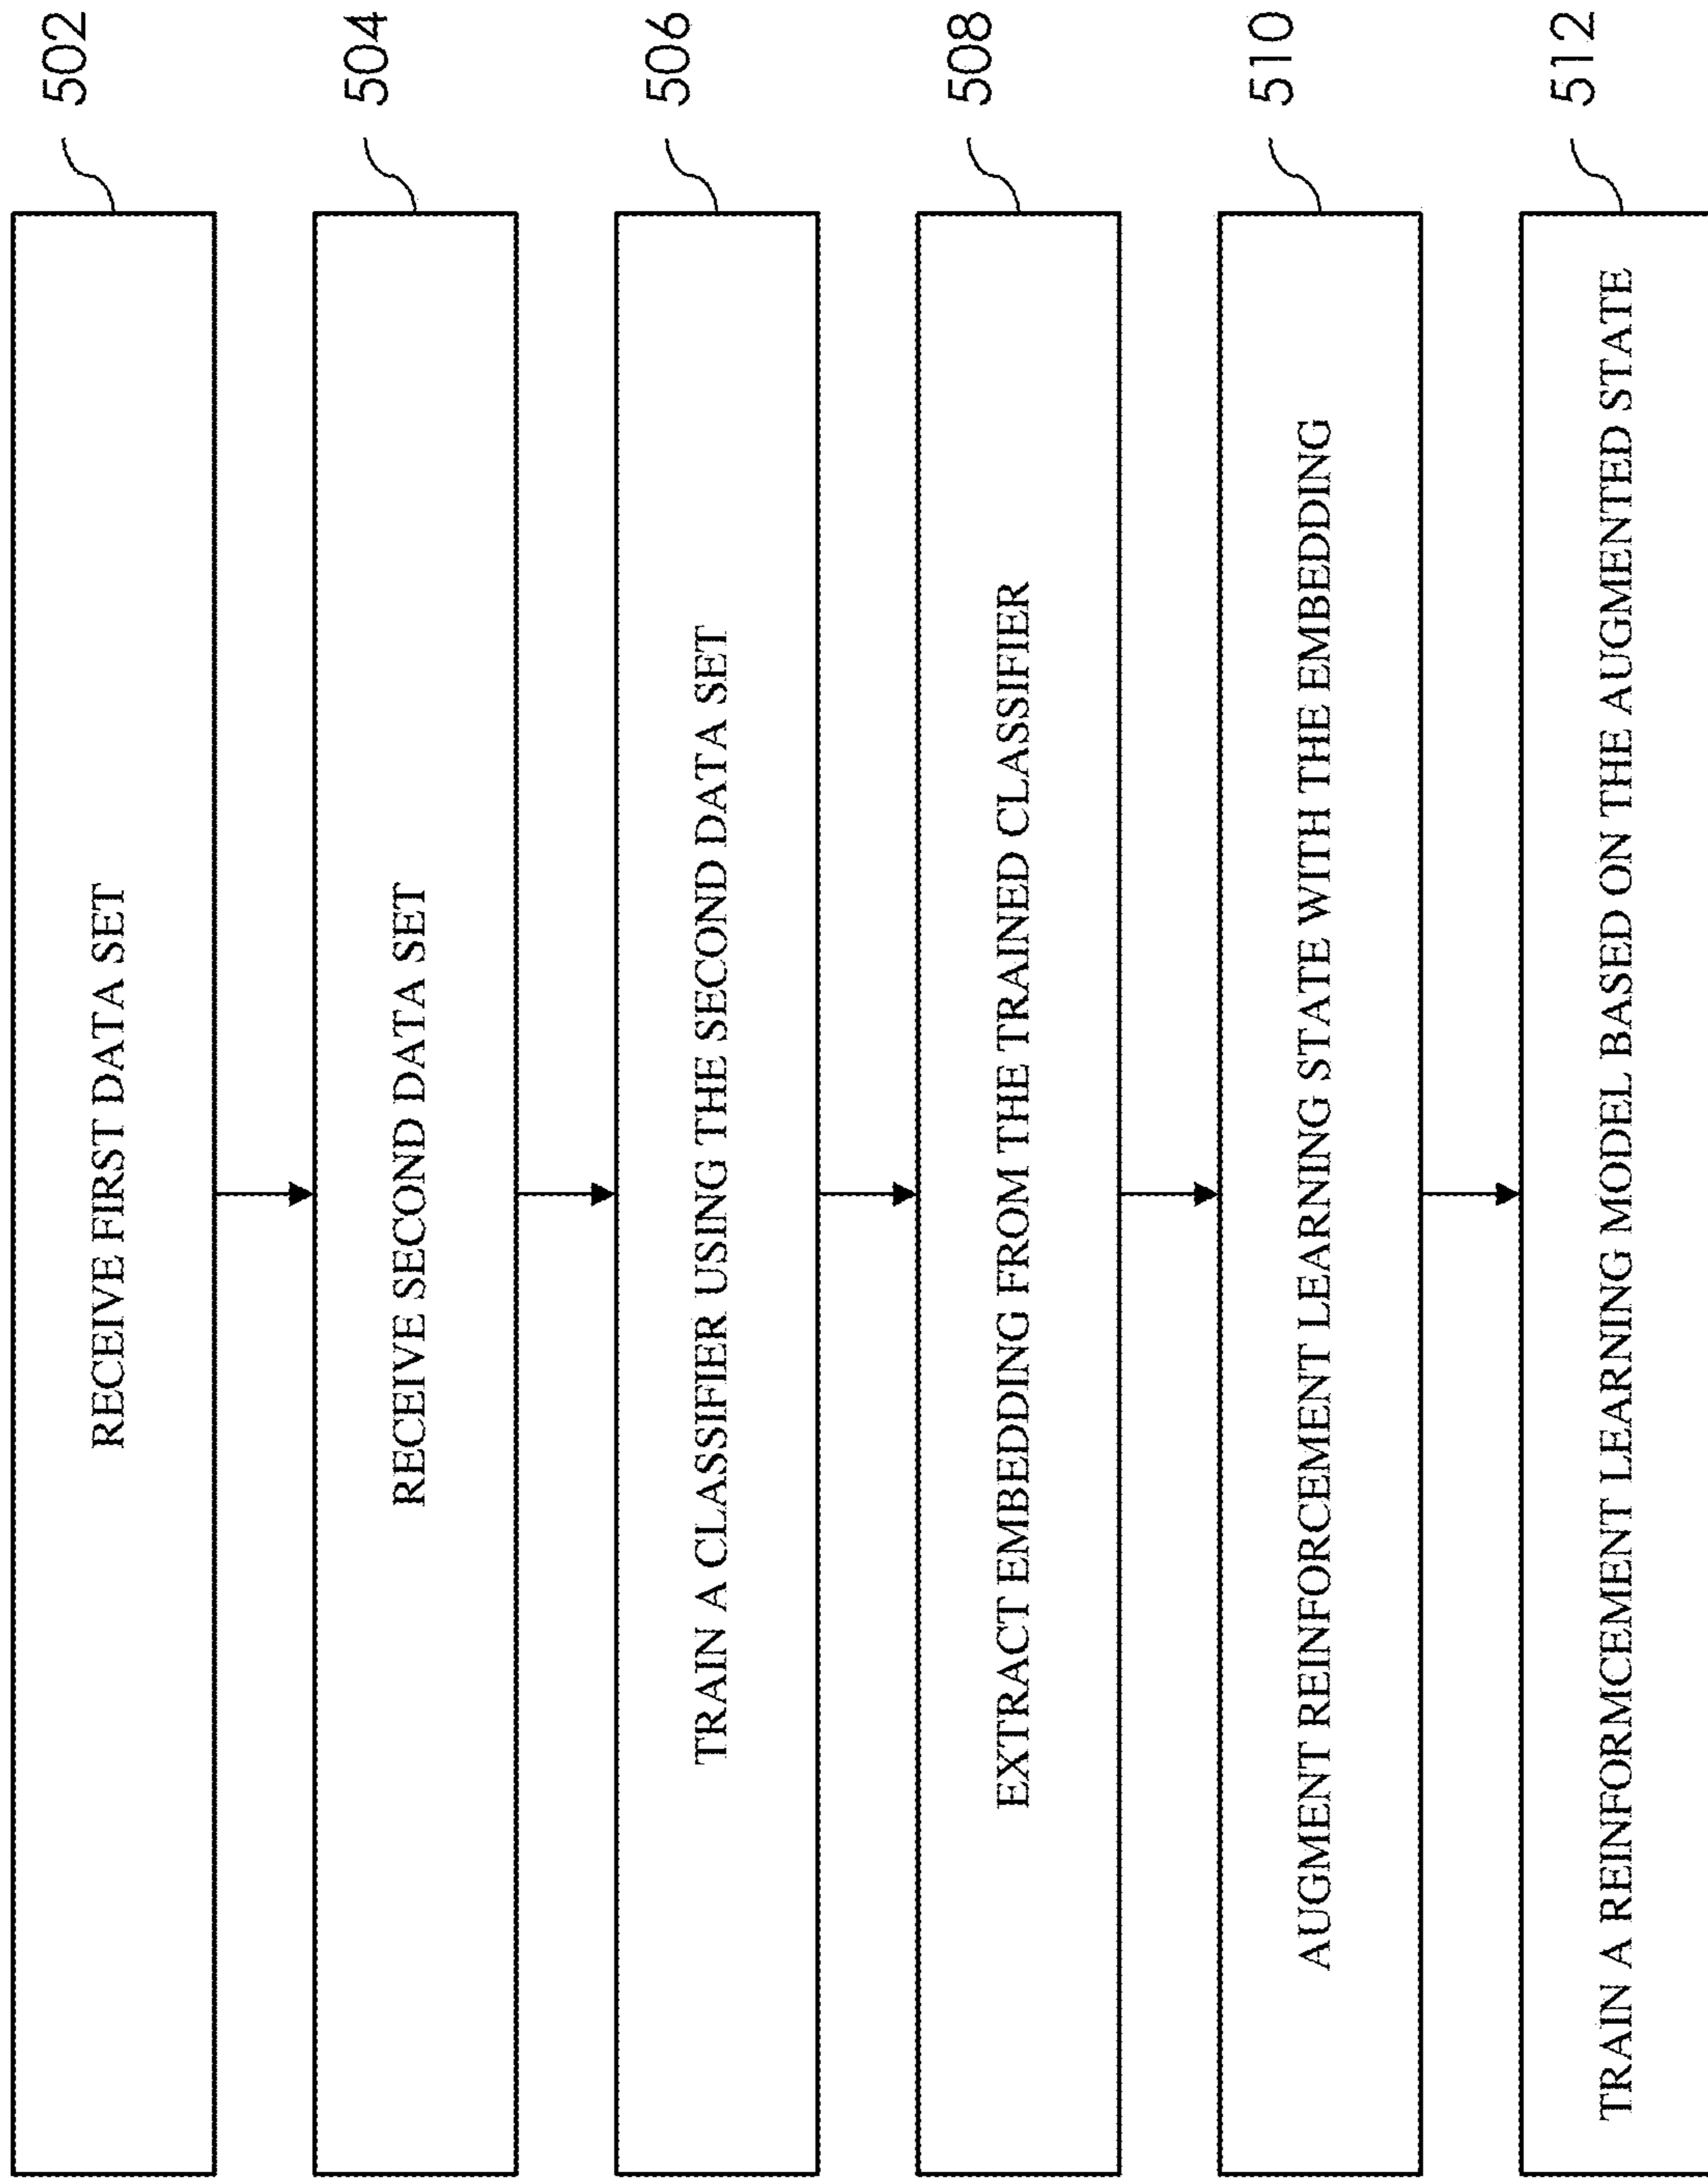 RECEIVE FIRST DATA SET
502
RECEIVE SECOND DATA SET
504
TRAIN A CLASSIFIER USING THE SECOND DATA SET
506
EXTRACT EMBEDDING FROM THE TRAINED CLASSIFIER
508
AUGMENT REINFORCEMENT LEARNING STATE WITH THE EMBEDDING
510
TRAIN A REINFORMCEMENT LEARNING MODEL BASED ON THE AUGMENTED STATE
512